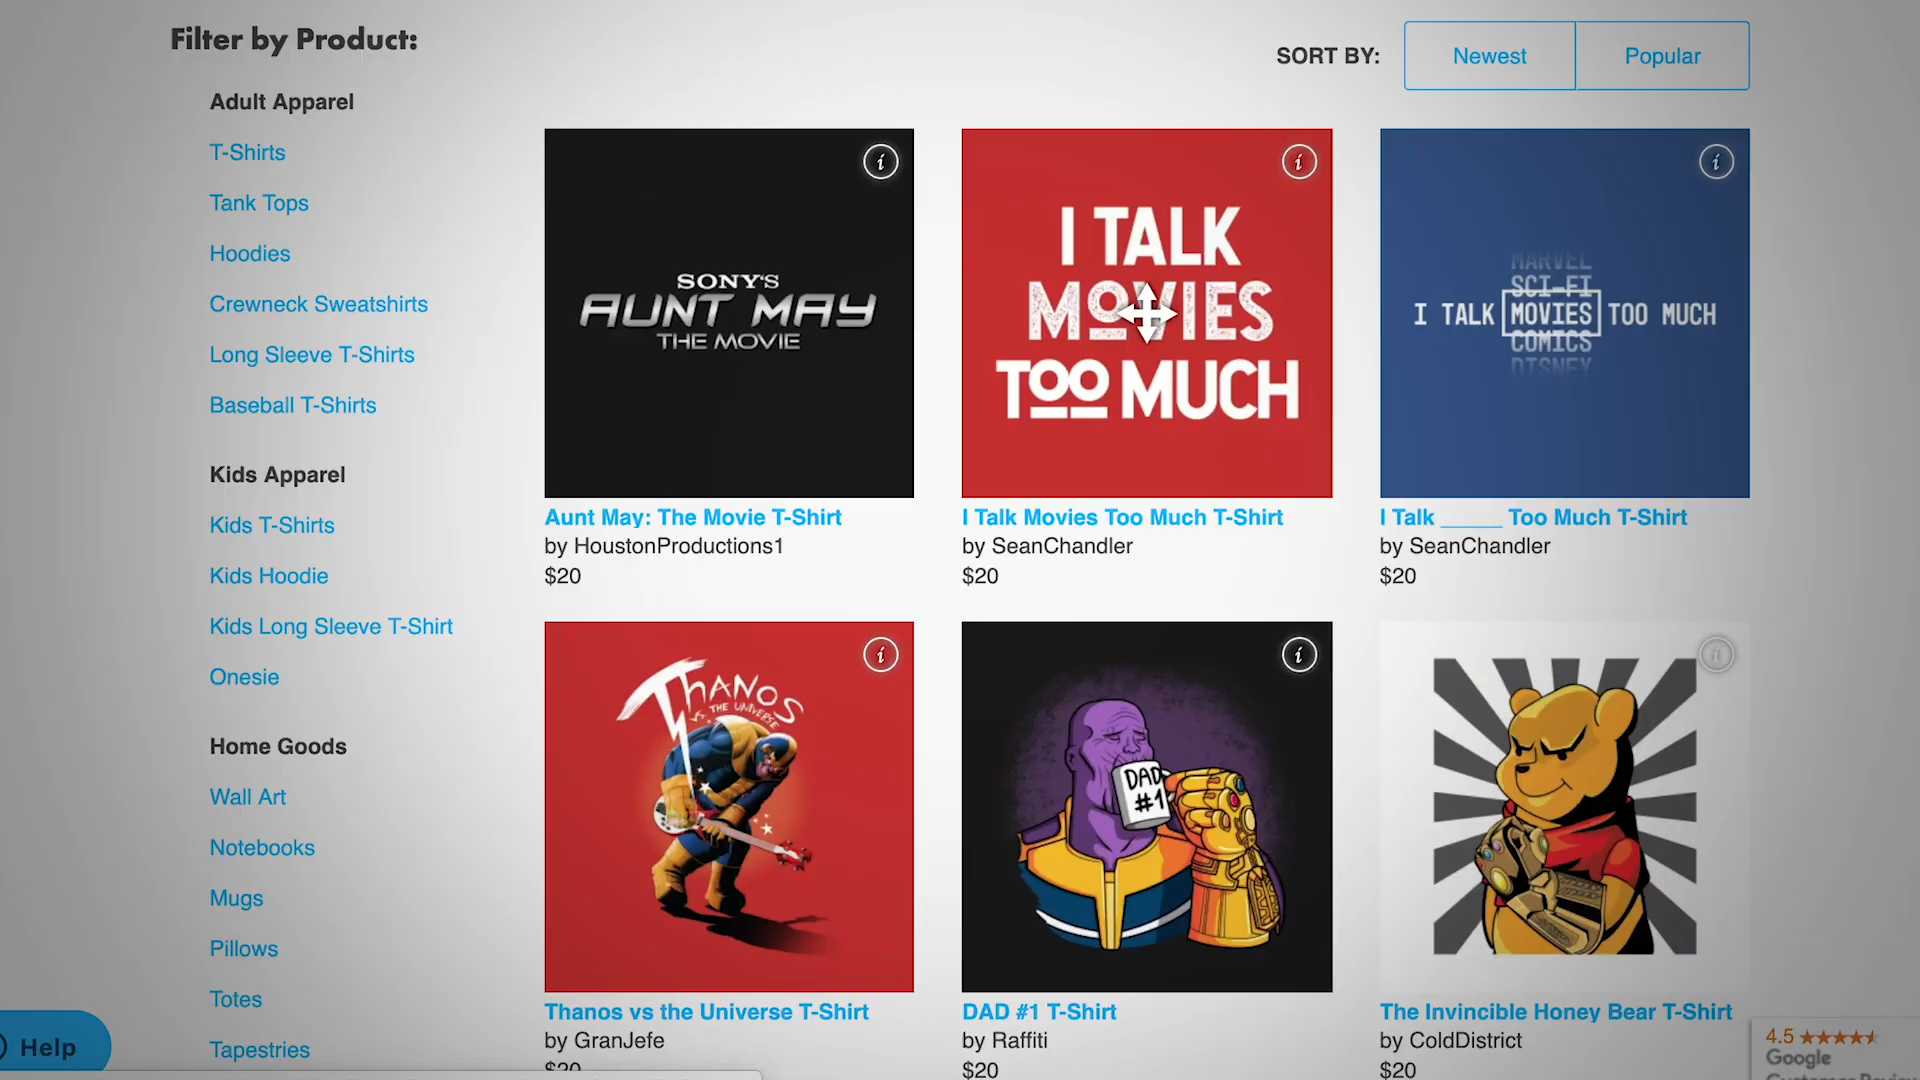 Filter by Product:
SORT BY:
Newest
Popular
Adult Apparel
T-Shirts
Tank Tops
Hoodies
Crewneck Sweatshirts
Long Sleeve T-Shirts
Baseball T-Shirts
Kids Apparel
Kids T-Shirts
Kids Hoodie
Kids Long Sleeve T-Shirt
Onesie
Home Goods
Wall Art
Notebooks
Mugs
Pillows
Totes
Tapestries
Help
SONY'S
AUNT MAY
THE MOVIE
Aunt May: The Movie T-Shirt
by HoustonProductions1
$20
I TALK
MOVIES
TOO MUCH
I Talk Movies Too Much T-Shirt
by SeanChandler
$20
MARVEL
SCI-FI
I TALK MOVIES TOO MUCH
COMICS
DISNEY
I Talk _____ Too Much T-Shirt
by SeanChandler
$20
THANOS
VS. THE UNIVERSE
Thanos vs the Universe T-Shirt
by GranJefe
$20
DAD
#1
DAD #1 T-Shirt
by Raffiti
$20
The Invincible Honey Bear T-Shirt
by ColdDistrict
$20
4.5
Google